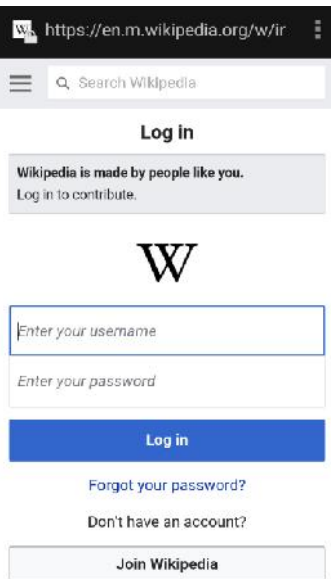 https://en.m.wikipedia.org/w/ir
Search Wikipedia
Log in
Wikipedia is made by people like you.
Log in to contribute.
W
Enter your username
Enter your password
Log in
Forgot your password?
Don't have an account?
Join Wikipedia